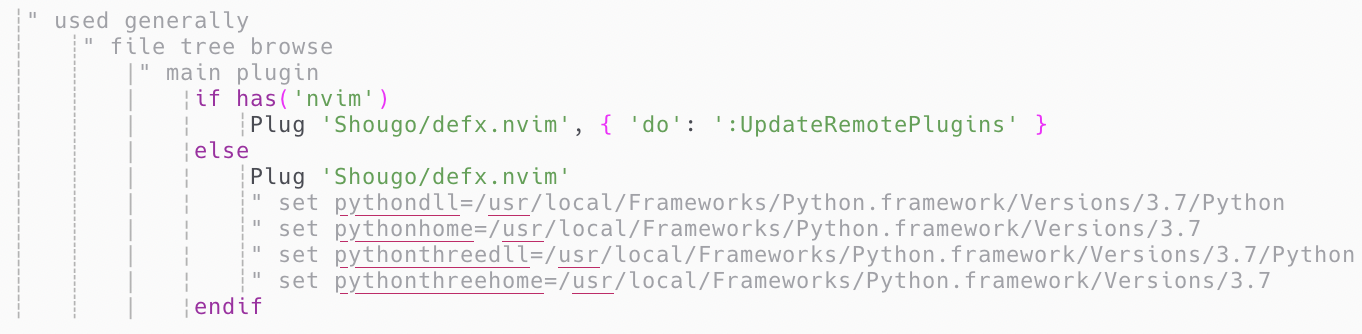 " used generally
" file tree browse
" main plugin
if has('nvim')
Plug 'Shougo/defx.nvim', { 'do': ':UpdateRemotePlugins' }
else
Plug 'Shougo/defx.nvim'
" set pythondll=/usr/local/Frameworks/Python.framework/Versions/3.7/Python
" set pythonhome=/usr/local/Frameworks/Python.framework/Versions/3.7
" set pythonthreedll=/usr/local/Frameworks/Python.framework/Versions/3.7/Python
" set pythonthreehome=/usr/local/Frameworks/Python.framework/Versions/3.7
endif